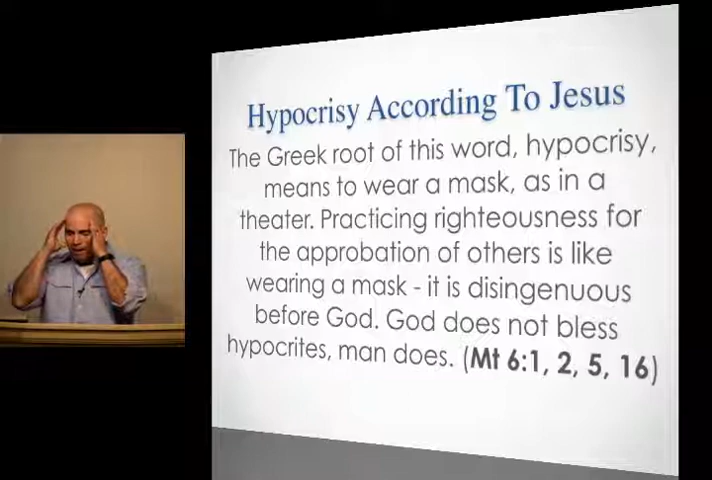 Hypocrisy According To Jesus
The Greek root of this word, hypocrisy,
means to wear a mask, as in a
theater. Practicing righteousness for
the approbation of others is like
wearing a mask - it is disingenuous
before God. God does not bless
hypocrites, man does. (Mt 6:1, 2, 5, 16)